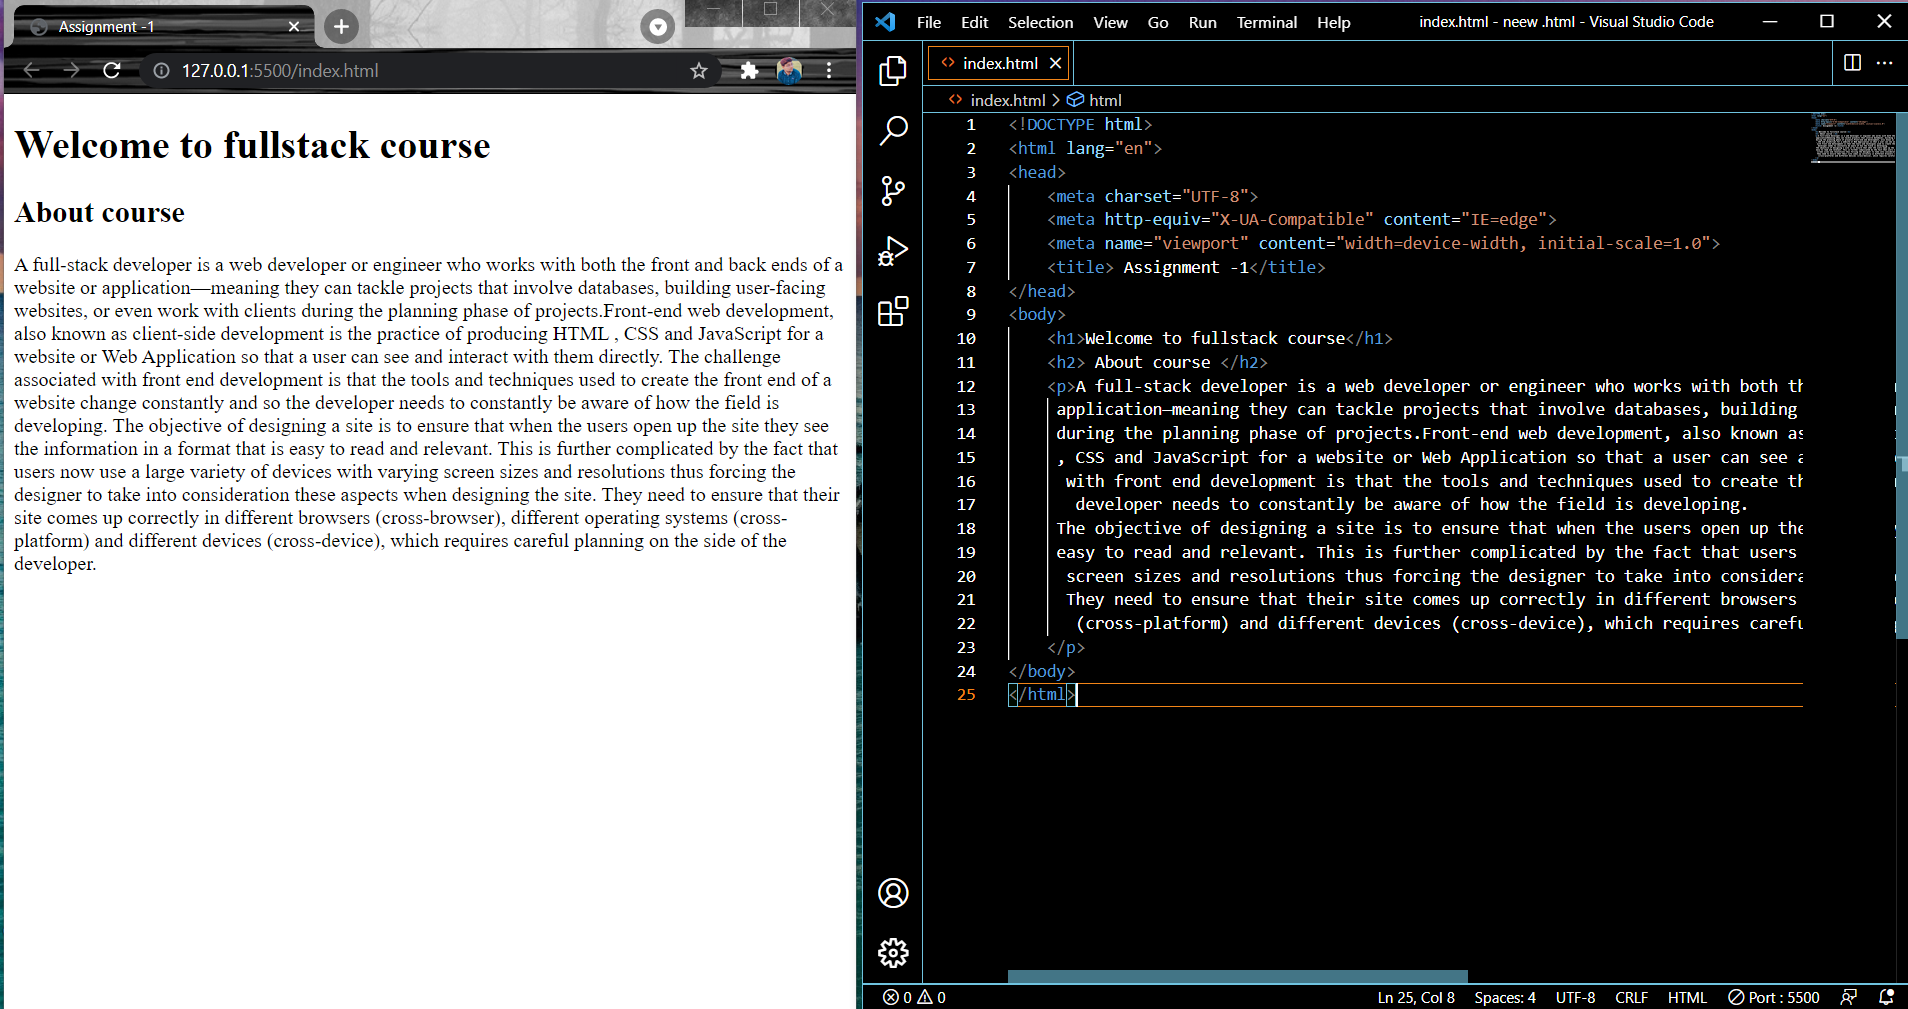 Assignment -1
127.0.0.1:5500/index.html
Welcome to fullstack course
About course
A full-stack developer is a web developer or engineer who works with both the front and back ends of a
website or application—meaning they can tackle projects that involve databases, building user-facing
websites, or even work with clients during the planning phase of projects.Front-end web development,
also known as client-side development is the practice of producing HTML , CSS and JavaScript for a
website or Web Application so that a user can see and interact with them directly. The challenge
associated with front end development is that the tools and techniques used to create the front end of a
website change constantly and so the developer needs to constantly be aware of how the field is
developing. The objective of designing a site is to ensure that when the users open up the site they see
the information in a format that is easy to read and relevant. This is further complicated by the fact that
users now use a large variety of devices with varying screen sizes and resolutions thus forcing the
designer to take into consideration these aspects when designing the site. They need to ensure that their
site comes up correctly in different browsers (cross-browser), different operating systems (cross-
platform) and different devices (cross-device), which requires careful planning on the side of the
developer.
File Edit Selection View Go Run Terminal Help index.html - neew .html - Visual Studio Code
index.html
index.html > html
1 <!DOCTYPE html>
2 <html lang="en">
3 <head>
4 <meta charset="UTF-8">
5 <meta http-equiv="X-UA-Compatible" content="IE=edge">
6 <meta name="viewport" content="width=device-width, initial-scale=1.0">
7 <title> Assignment -1</title>
8 </head>
9 <body>
10 <h1>Welcome to fullstack course</h1>
11 <h2> About course </h2>
12 <p>A full-stack developer is a web developer or engineer who works with both th
13 application—meaning they can tackle projects that involve databases, building
14 during the planning phase of projects.Front-end web development, also known as
15 , CSS and JavaScript for a website or Web Application so that a user can see a
16 with front end development is that the tools and techniques used to create th
17 developer needs to constantly be aware of how the field is developing.
18 The objective of designing a site is to ensure that when the users open up the
19 easy to read and relevant. This is further complicated by the fact that users
20 screen sizes and resolutions thus forcing the designer to take into considera
21 They need to ensure that their site comes up correctly in different browsers
22 (cross-platform) and different devices (cross-device), which requires carefu
23 </p>
24 </body>
25 </html>
0 0 Ln 25, Col 8 Spaces: 4 UTF-8 CRLF HTML Port : 5500